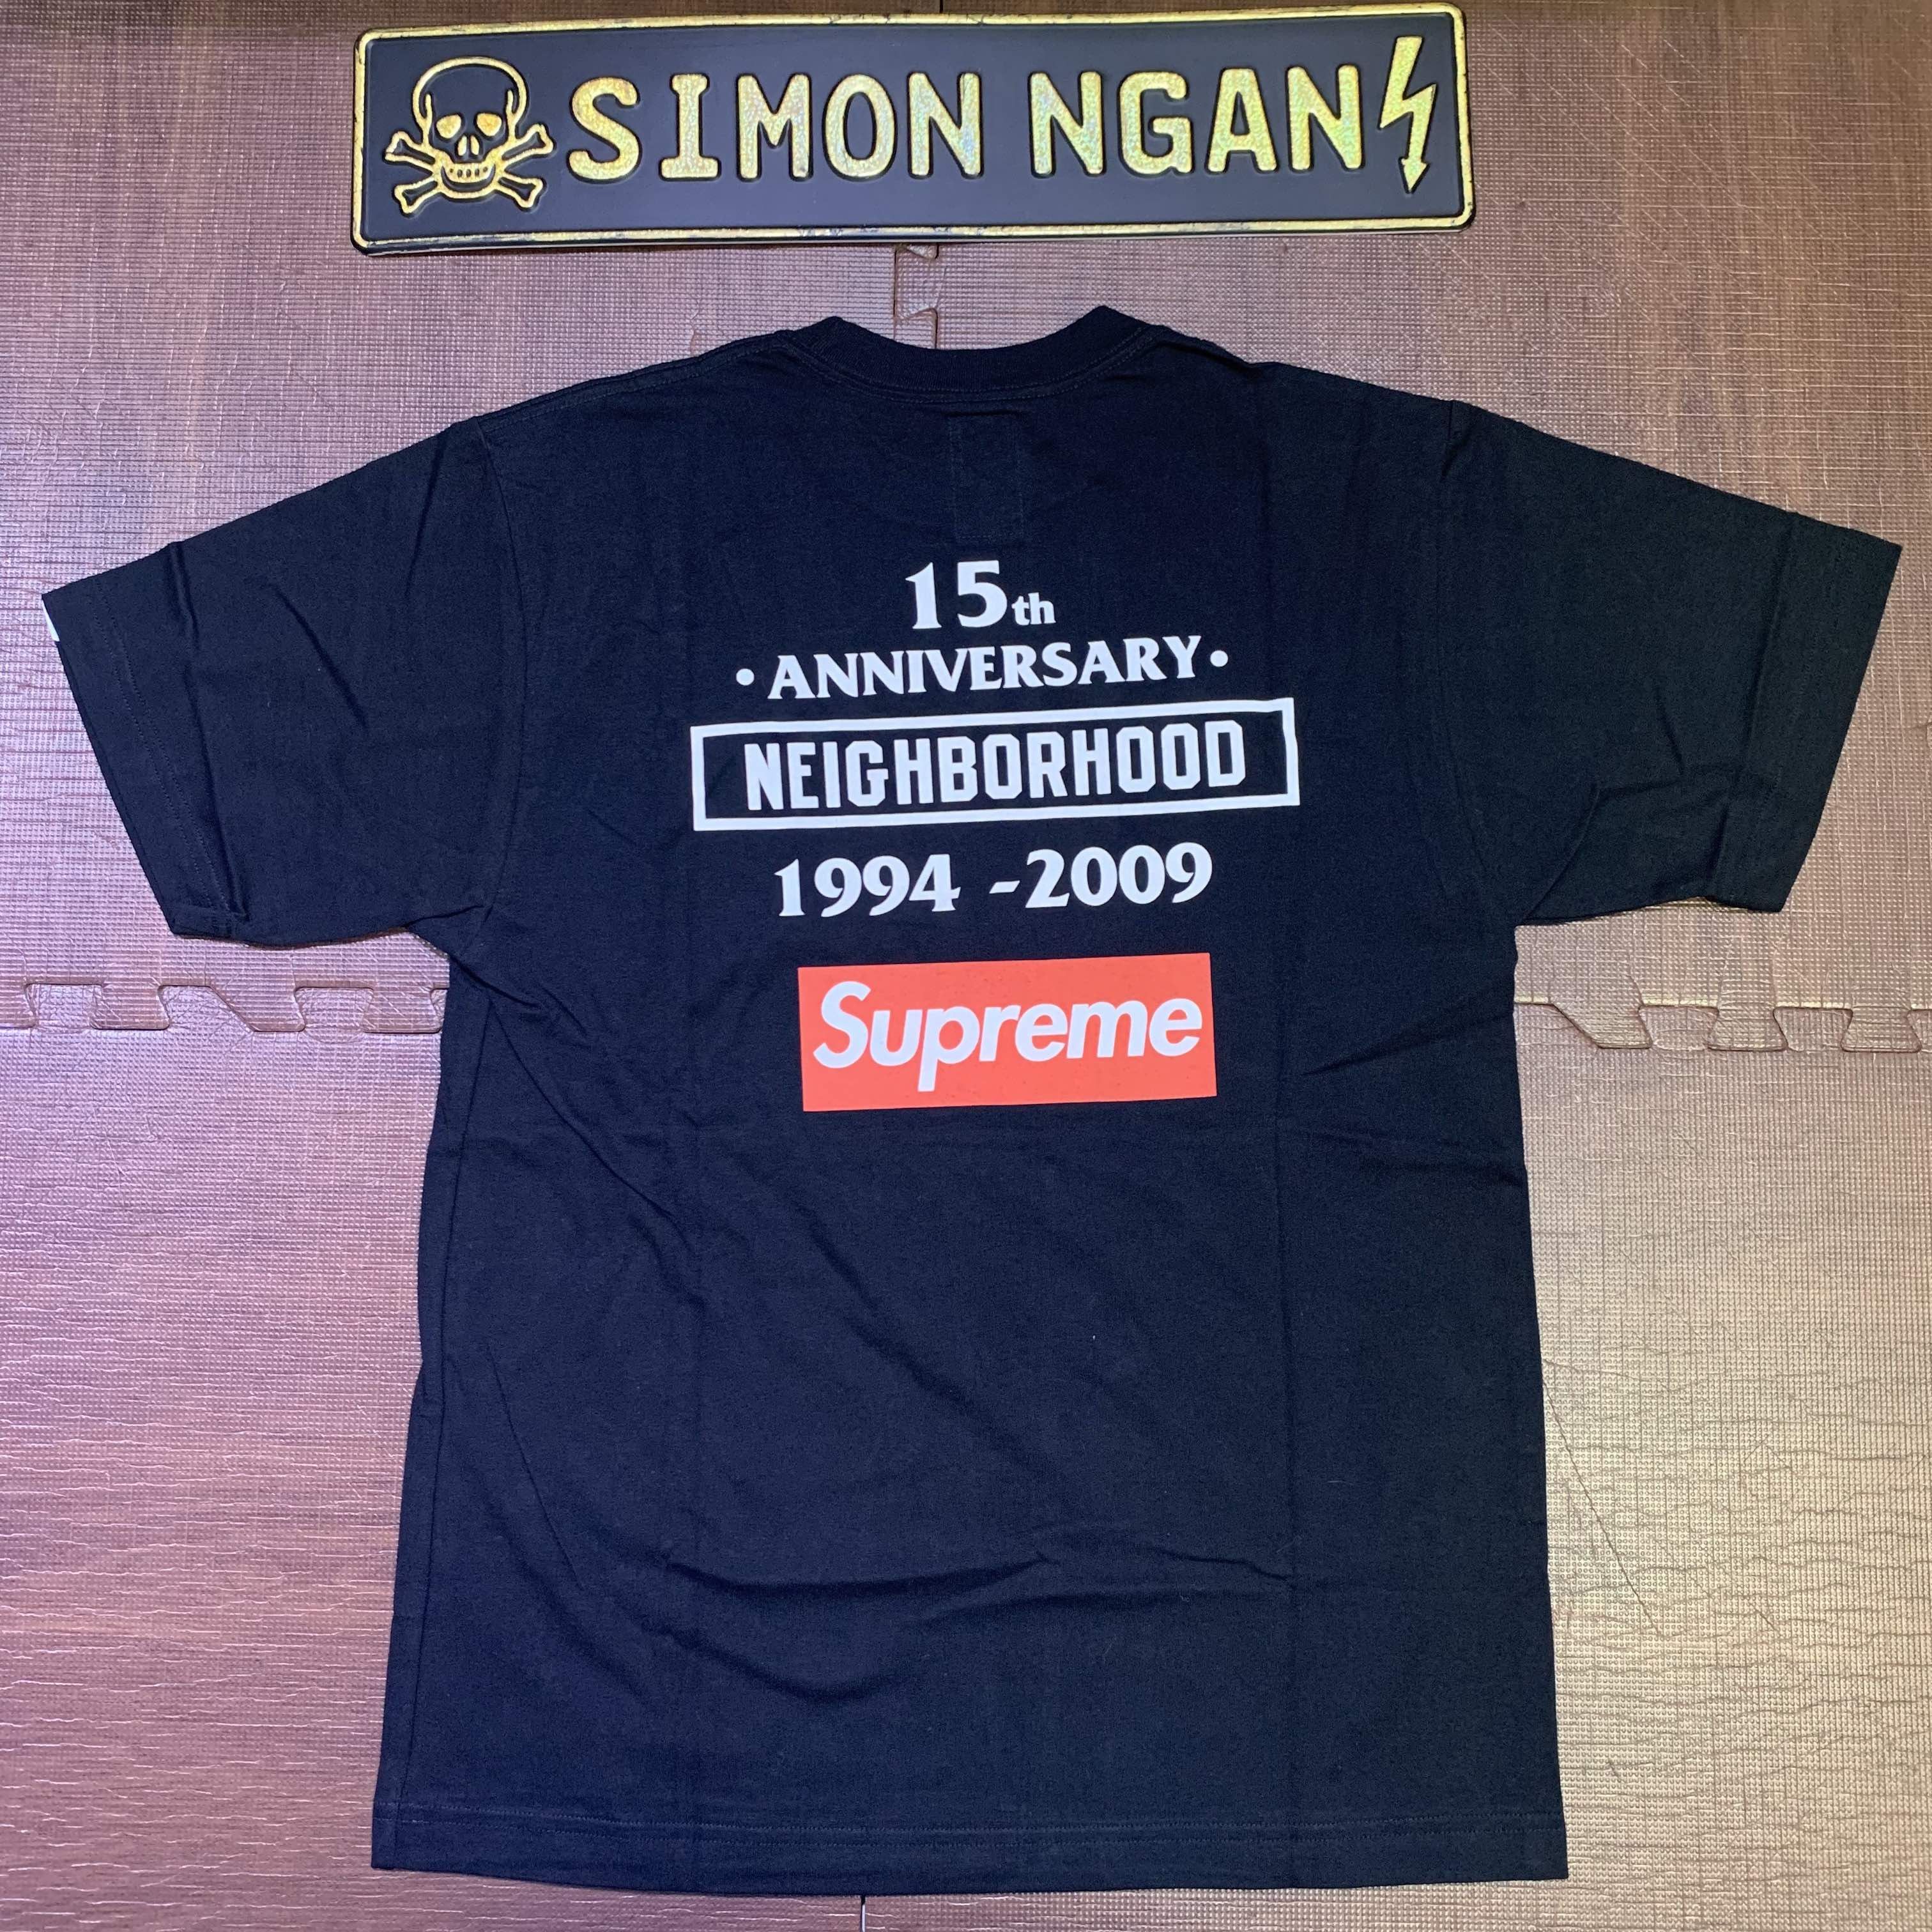 SIMON NGAN
15th
• ANNIVERSARY •
NEIGHBORHOOD
1994 -2009
Supreme